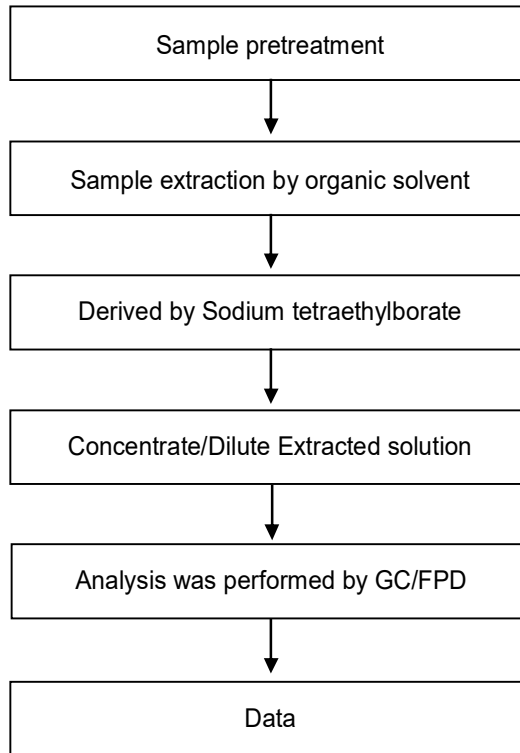 Sample pretreatment
Sample extraction by organic solvent
Derived by Sodium tetraethylborate
Concentrate/Dilute Extracted solution
Analysis was performed by GC/FPD
Data